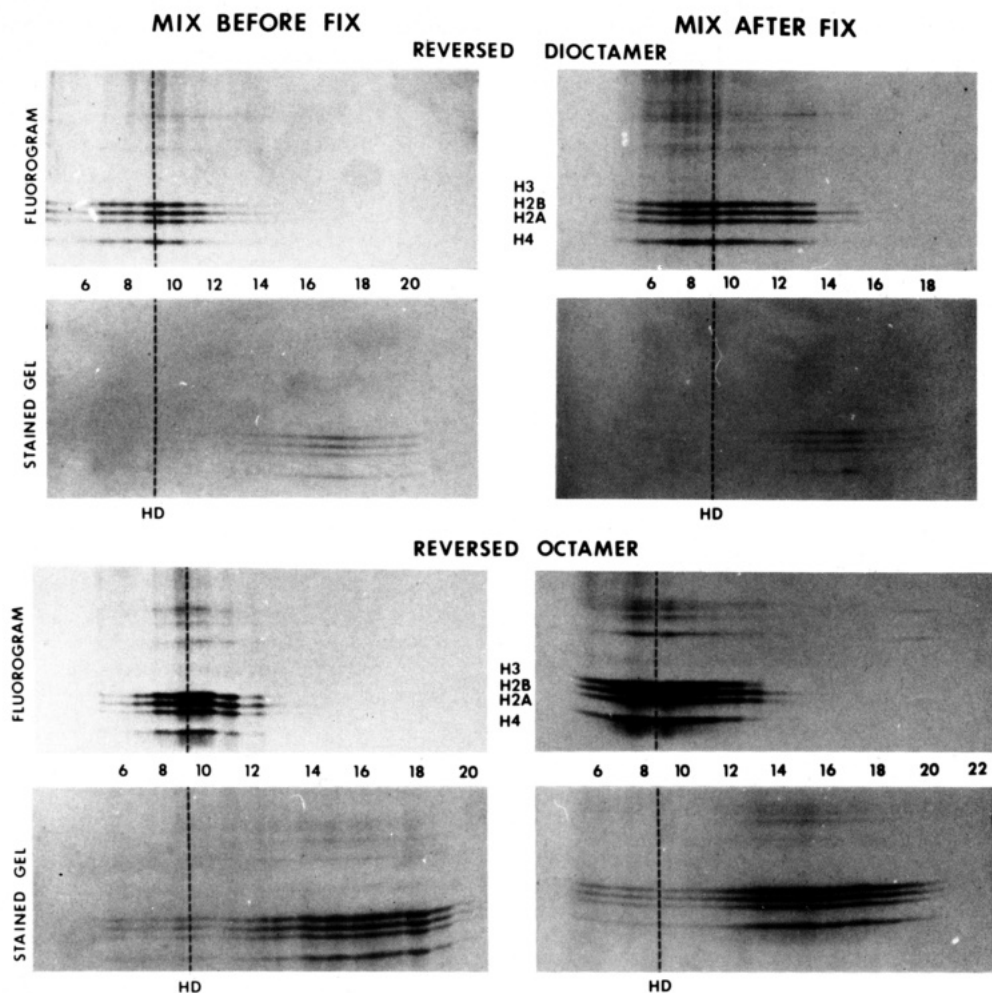 MIX BEFORE FIX MIX AFTER FIX
REVERSED DIOCTAMER
FLUOROGRAM
H3
H2B
H2A
H4
6 8 10 12 14 16 18 20 6 8 10 12 14 16 18
STAINED GEL
HD HD
REVERSED OCTAMER
FLUOROGRAM
H3
H2B
H2A
H4
6 8 10 12 14 16 18 20 6 8 10 12 14 16 18 20 22
STAINED GEL
HD HD